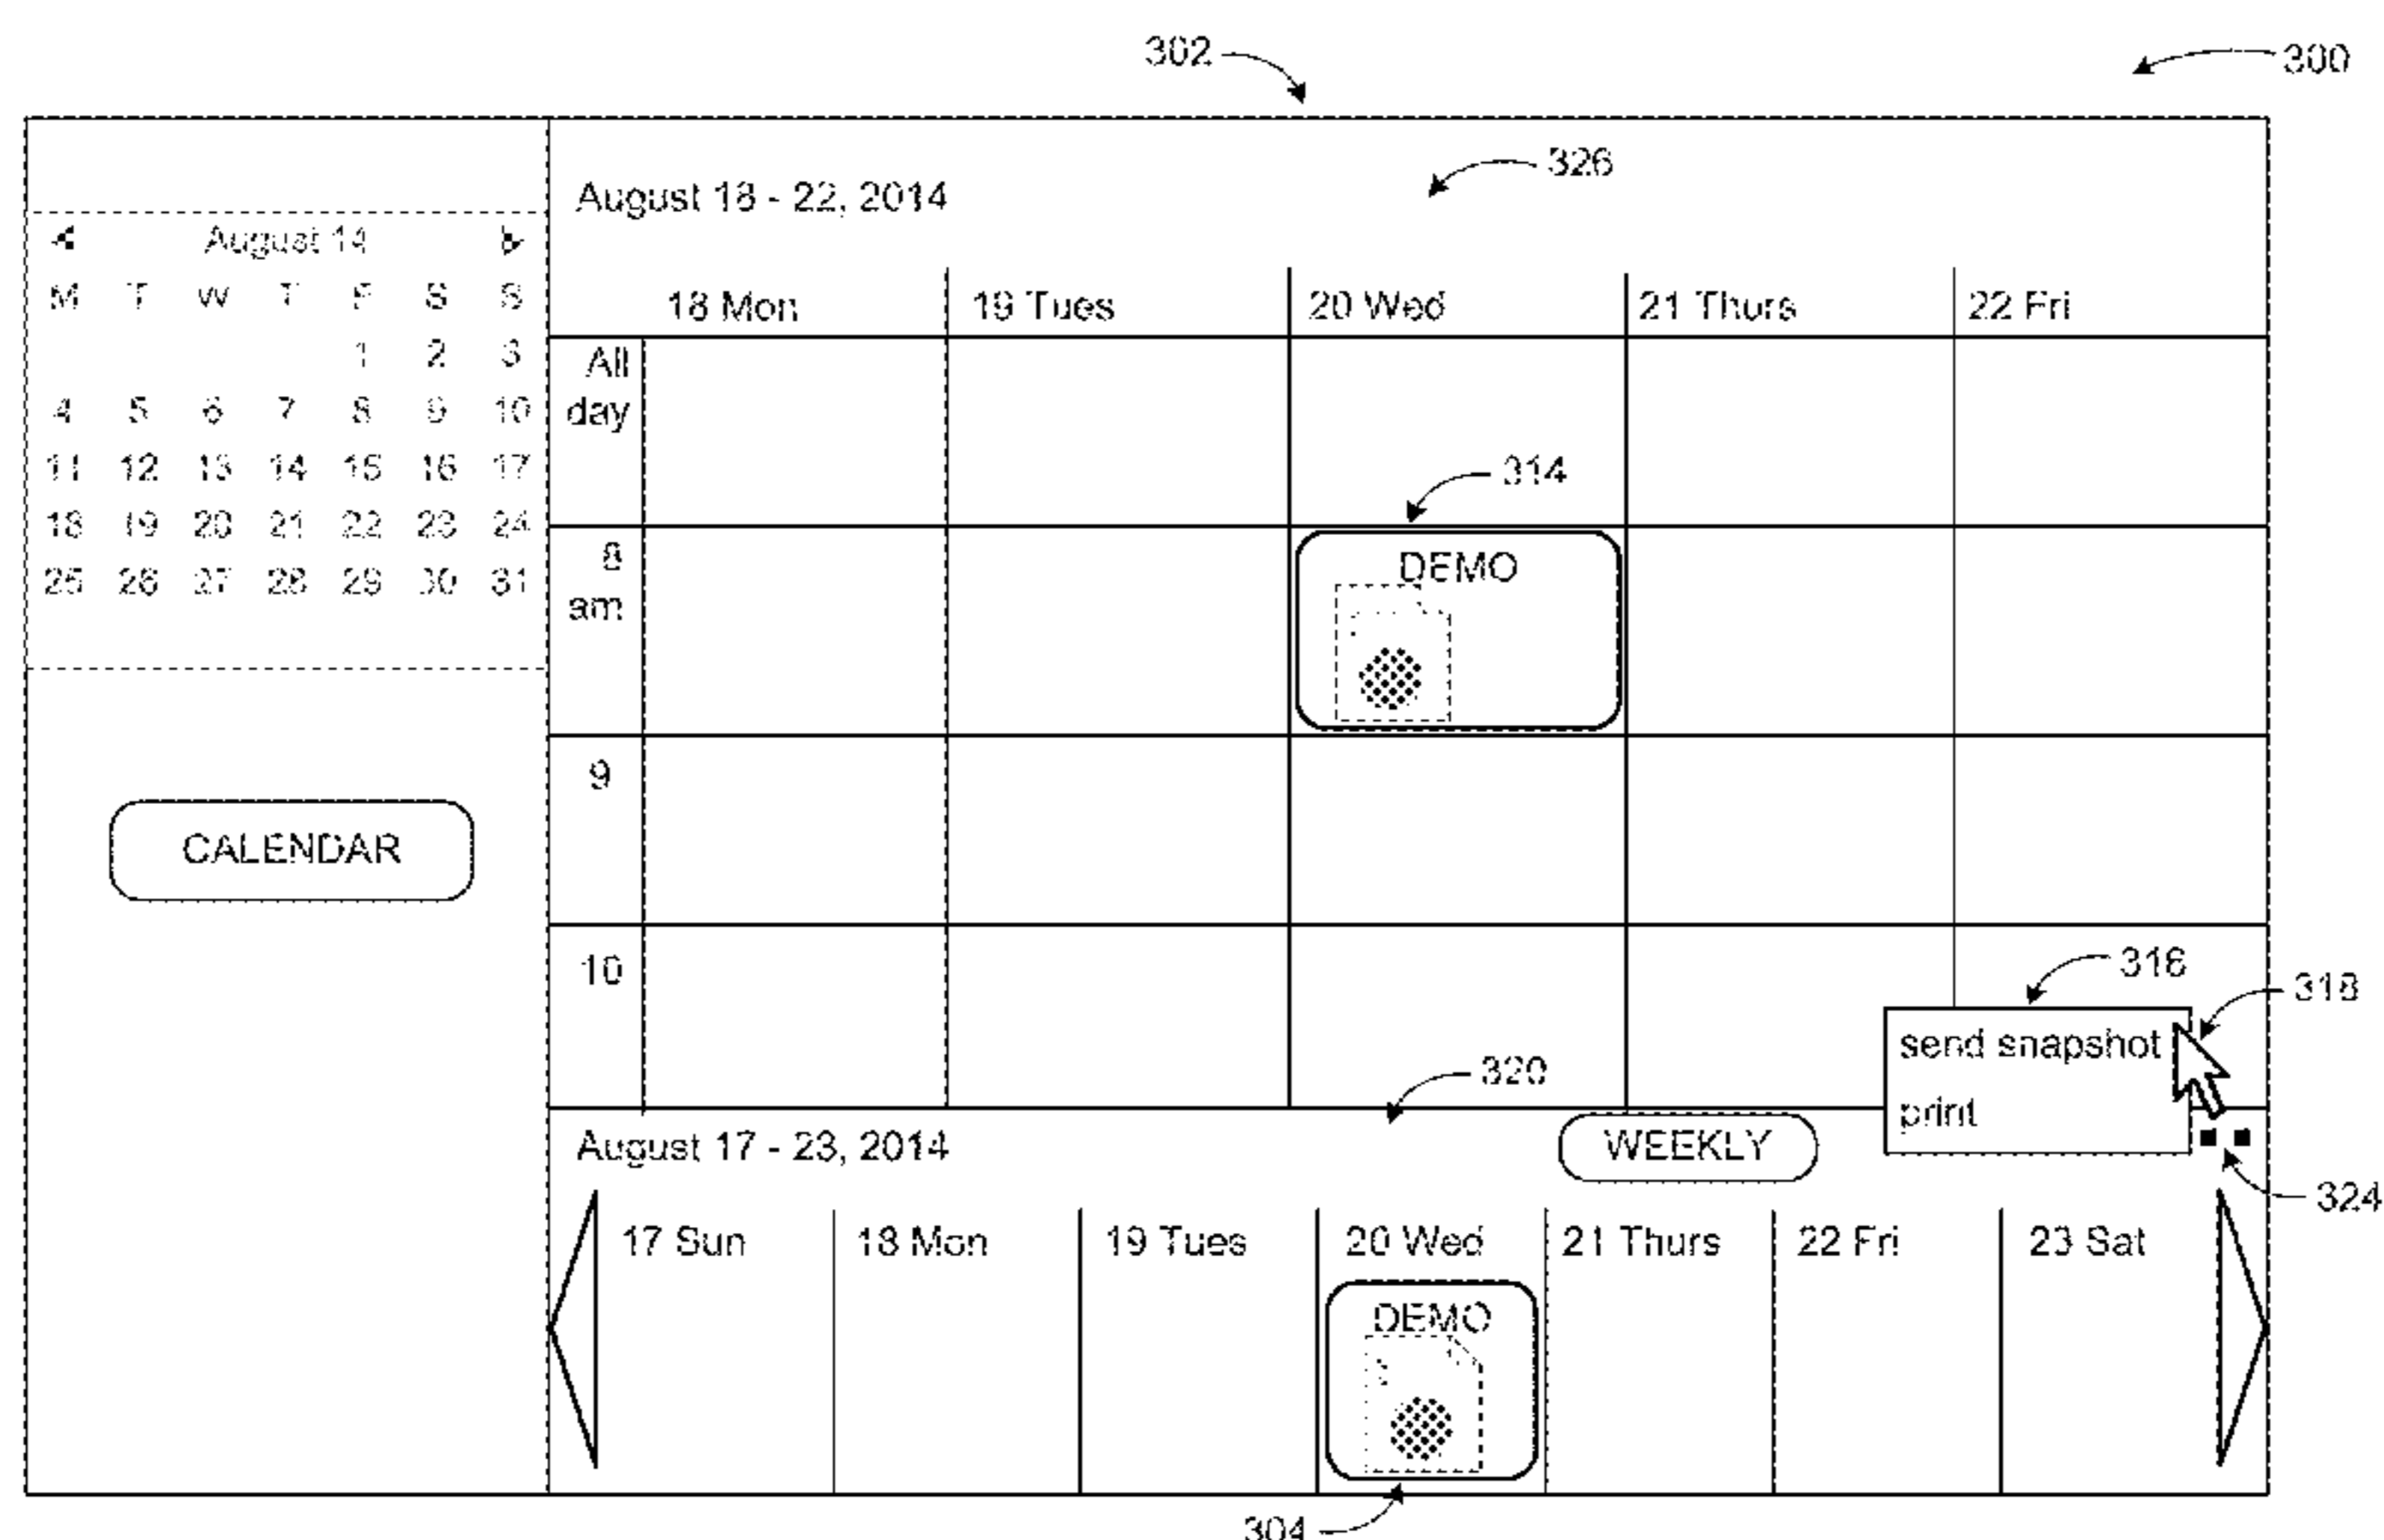 302
300
326
August 18 - 22, 2014
August 14
M T W T F S S
1 2 3
4 5 6 7 8 9 10
11 12 13 14 15 16 17
18 19 20 21 22 23 24
25 26 27 28 29 30 31
CALENDAR
18 Mon 19 Tues 20 Wed 21 Thurs 22 Fri
All
day
314
8
am
DEMO
9
10
316
318
send snapshot
print
320
August 17 - 23, 2014
WEEKLY
324
17 Sun 18 Mon 19 Tues 20 Wed 21 Thurs 22 Fri 23 Sat
DEMO
304